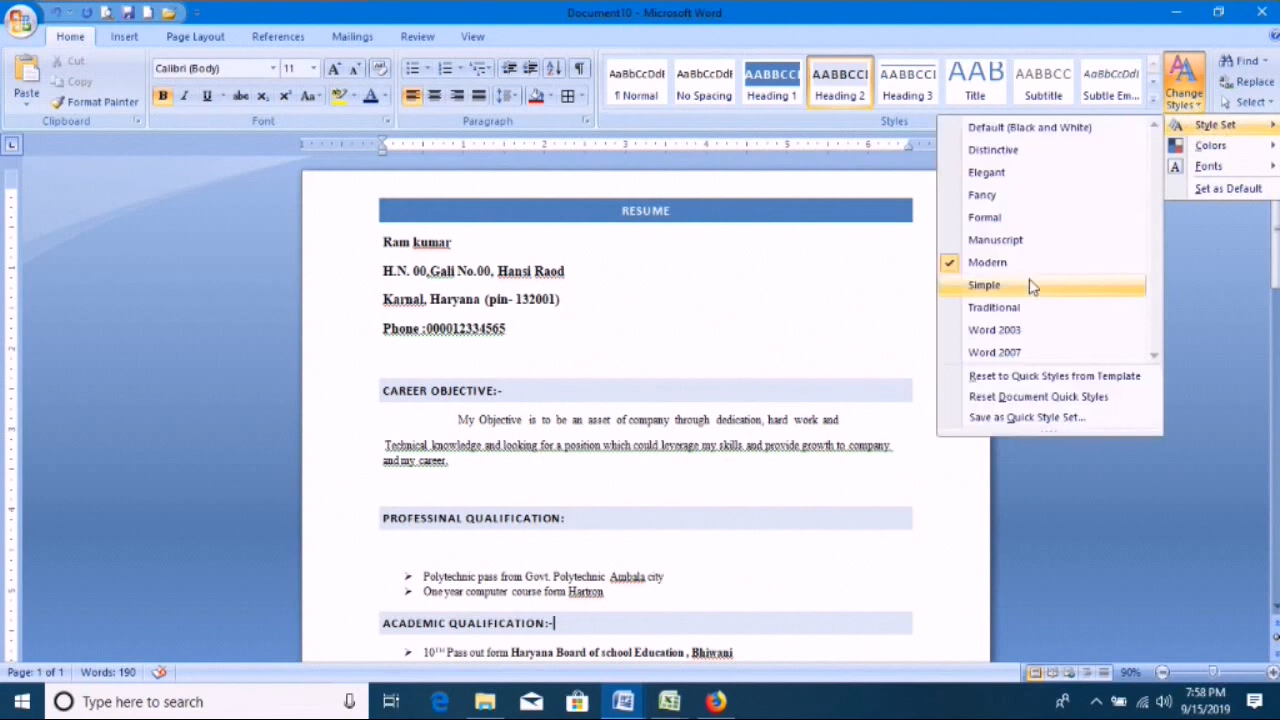 Document10 - Microsoft Word
Home Insert Page Layout References Mailings Review View
Paste
Cut
Copy
Format Painter
Clipboard
Calibri (Body) 11
Font
Paragraph
AaBbCcDdI AaBbCcDdI AABBCCI AABBCCI AABBCCI AAB AABBCC AaBbCcDdI
¶ Normal No Spacing Heading 1 Heading 2 Heading 3 Title Subtitle Subtle Em...
Styles
Change Styles
Find
Replace
Select
Style Set
Colors
Fonts
Set as Default
Default (Black and White)
Distinctive
Elegant
Fancy
Formal
Manuscript
Modern
Simple
Traditional
Word 2003
Word 2007
Reset to Quick Styles from Template
Reset Document Quick Styles
Save as Quick Style Set...
1 2 3 4 5 6
RESUME
Ram kumar
H.N. 00,Gali No.00, Hansi Raod
Karnal, Haryana (pin- 132001)
Phone :000012334565
CAREER OBJECTIVE:-
My Objective is to be an asset of company through dedication, hard work and
Technical knowledge and looking for a position which could leverage my skills and provide growth to company
and my career.
PROFESSINAL QUALIFICATION:
Polytechnic pass from Govt. Polytechnic Ambala city
One year computer course form Hartron
ACADEMIC QUALIFICATION:-
10TH Pass out form Haryana Board of school Education , Bhiwani
Page: 1 of 1 Words: 190 90%
Type here to search
7:58 PM
9/15/2019